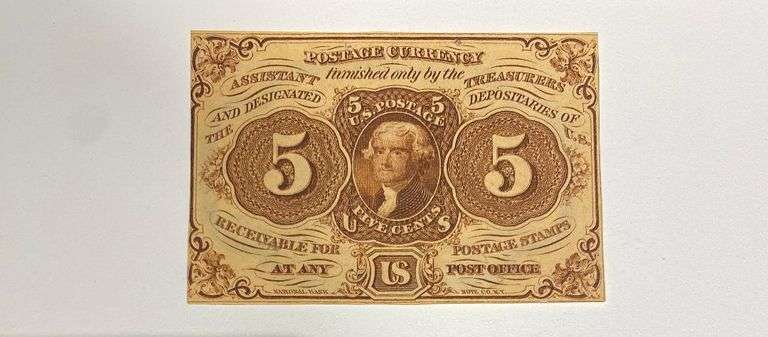 POSTAGE CURRENCY
furnished only by the
ASSISTANT TREASURERS
AND DESIGNATED DEPOSITARIES OF
THE U.S.
5 5
U.S. POSTAGE
5 5
FIVE CENTS
U S
RECEIVABLE FOR POSTAGE STAMPS
AT ANY US POST OFFICE
NATIONAL BANK NOTE CO. N.Y.